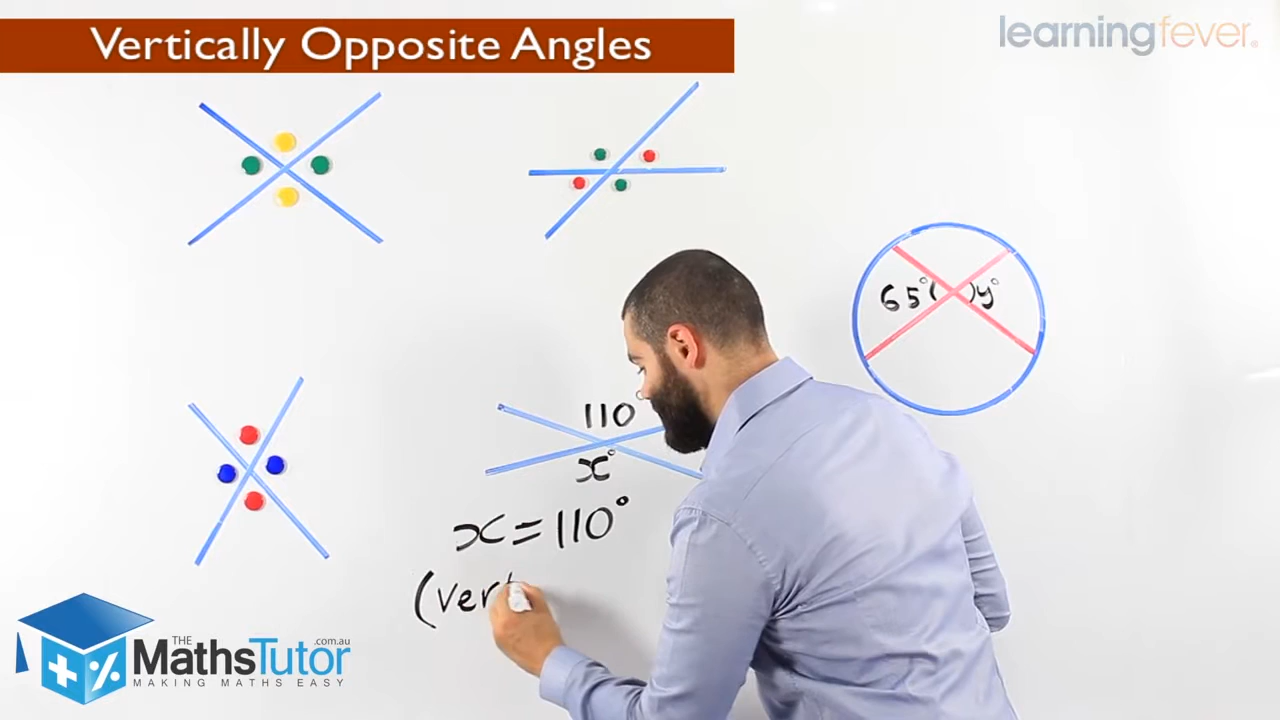 Vertically Opposite Angles
learningfever.
65° y°
110°
x°
x=110°
(vert
THE MathsTutor .com.au
MAKING MATHS EASY